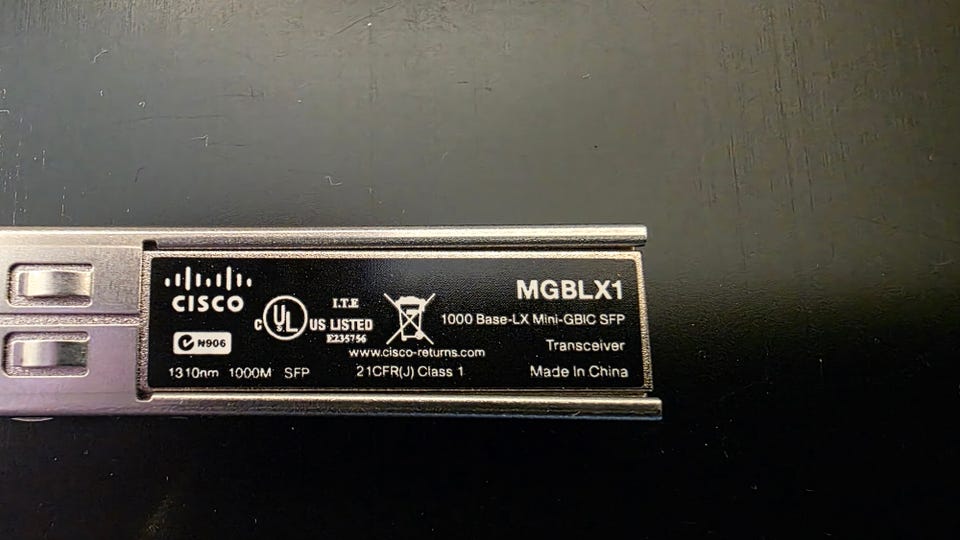 CISCO
MGBLX1
C UL US LISTED
I.T.E
E235756
N906
1000 Base-LX Mini-GBIC SFP
Transceiver
www.cisco-returns.com
1310nm 1000M SFP
21CFR(J) Class 1
Made In China